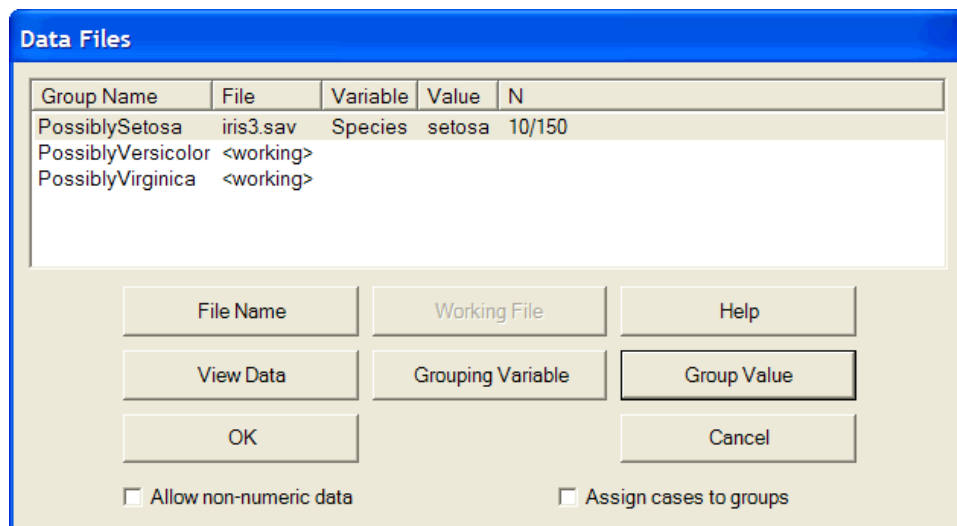 Data Files
Group Name File Variable Value N
PossiblySetosa iris3.sav Species setosa 10/150
PossiblyVersicolor <working>
PossiblyVirginica <working>
File Name Working File Help
View Data Grouping Variable Group Value
OK Cancel
Allow non-numeric data Assign cases to groups